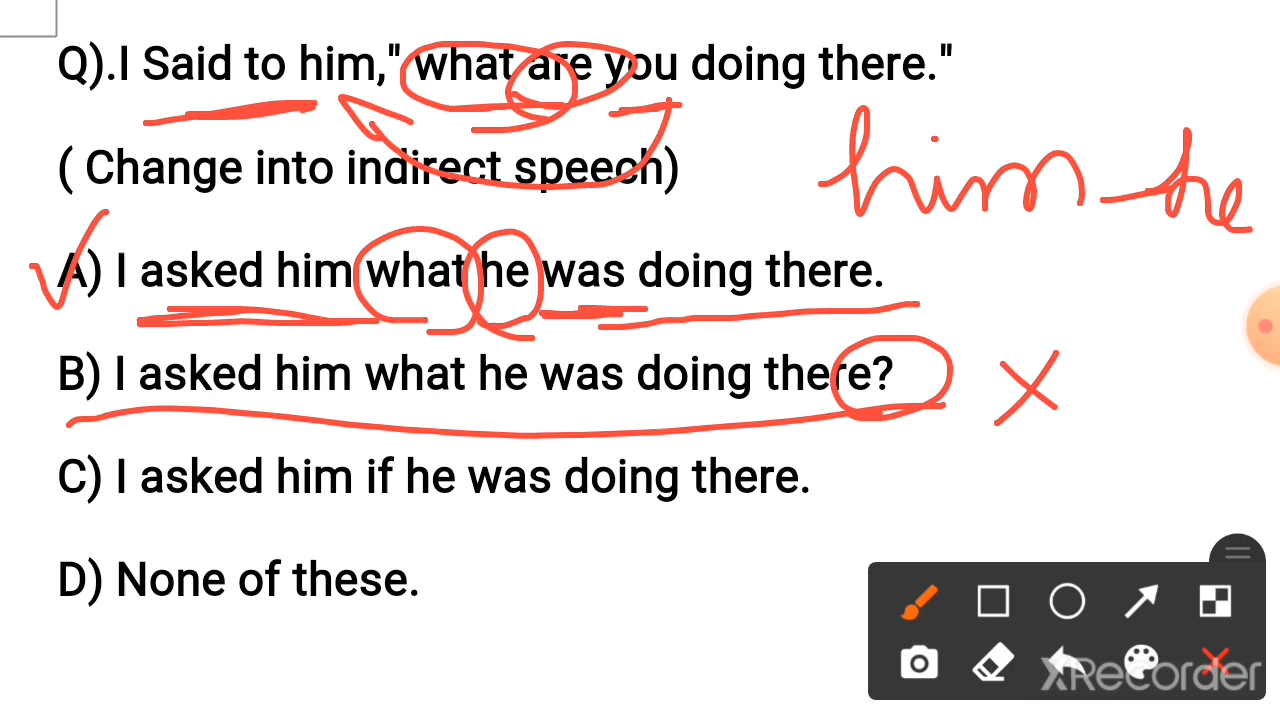 Q).I Said to him," what are you doing there."
( Change into indirect speech)
him - he
A) I asked him what he was doing there.
B) I asked him what he was doing there?
C) I asked him if he was doing there.
D) None of these.
XRecorder